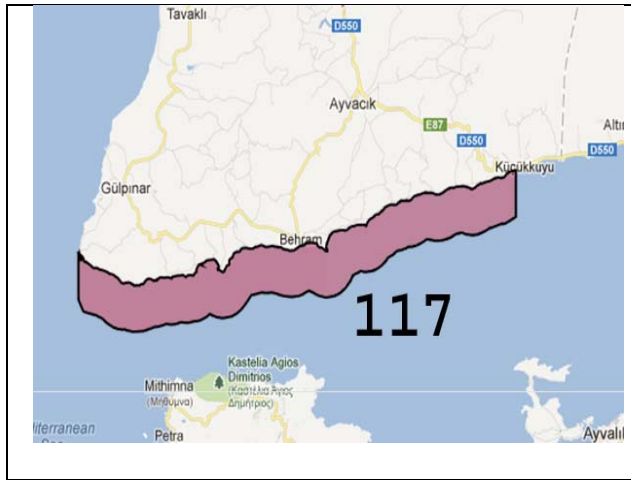 Tavaklı
D550
Ayvacık
E87
D550
Altı
D550
Küçükkuyu
Gülpınar
Behram
117
Kastelia Agios
Dimitrios
(Καστέλια Άγιος
Δημήτριος)
Mithimna
(Μήθυμνα)
Petra
iterranean
Ayvalı